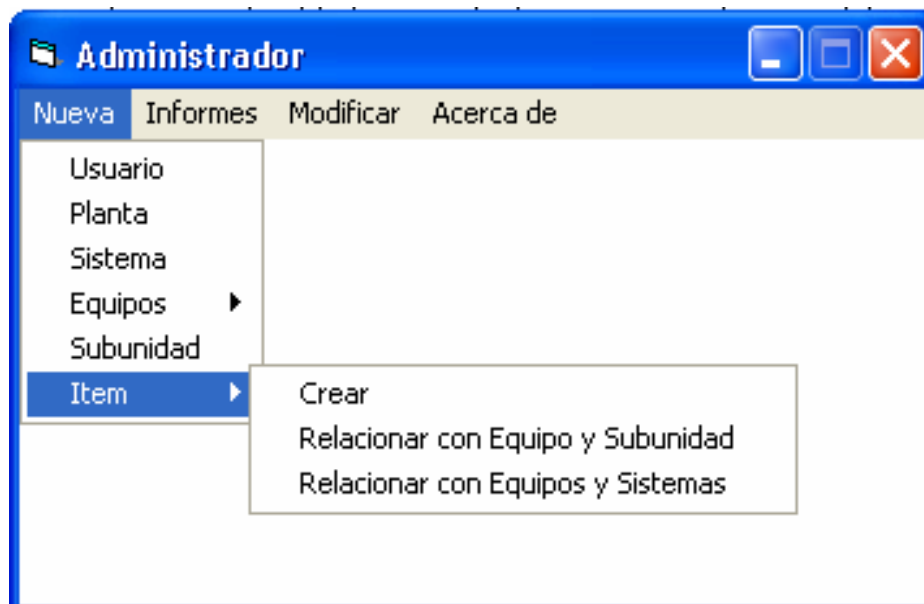 Administrador
Nueva Informes Modificar Acerca de
Usuario
Planta
Sistema
Equipos
Subunidad
Item
Crear
Relacionar con Equipo y Subunidad
Relacionar con Equipos y Sistemas